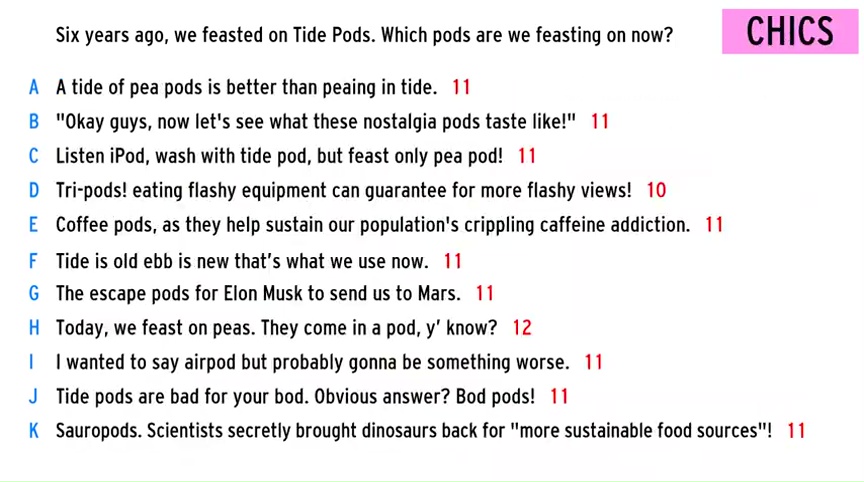 Six years ago, we feasted on Tide Pods. Which pods are we feasting on now?
CHICS
A A tide of pea pods is better than peaing in tide. 11
B "Okay guys, now let's see what these nostalgia pods taste like!" 11
C Listen iPod, wash with tide pod, but feast only pea pod! 11
D Tri-pods! eating flashy equipment can guarantee for more flashy views! 10
E Coffee pods, as they help sustain our population's crippling caffeine addiction. 11
F Tide is old ebb is new that's what we use now. 11
G The escape pods for Elon Musk to send us to Mars. 11
H Today, we feast on peas. They come in a pod, y' know? 12
I I wanted to say airpod but probably gonna be something worse. 11
J Tide pods are bad for your bod. Obvious answer? Bod pods! 11
K Sauropods. Scientists secretly brought dinosaurs back for "more sustainable food sources"! 11